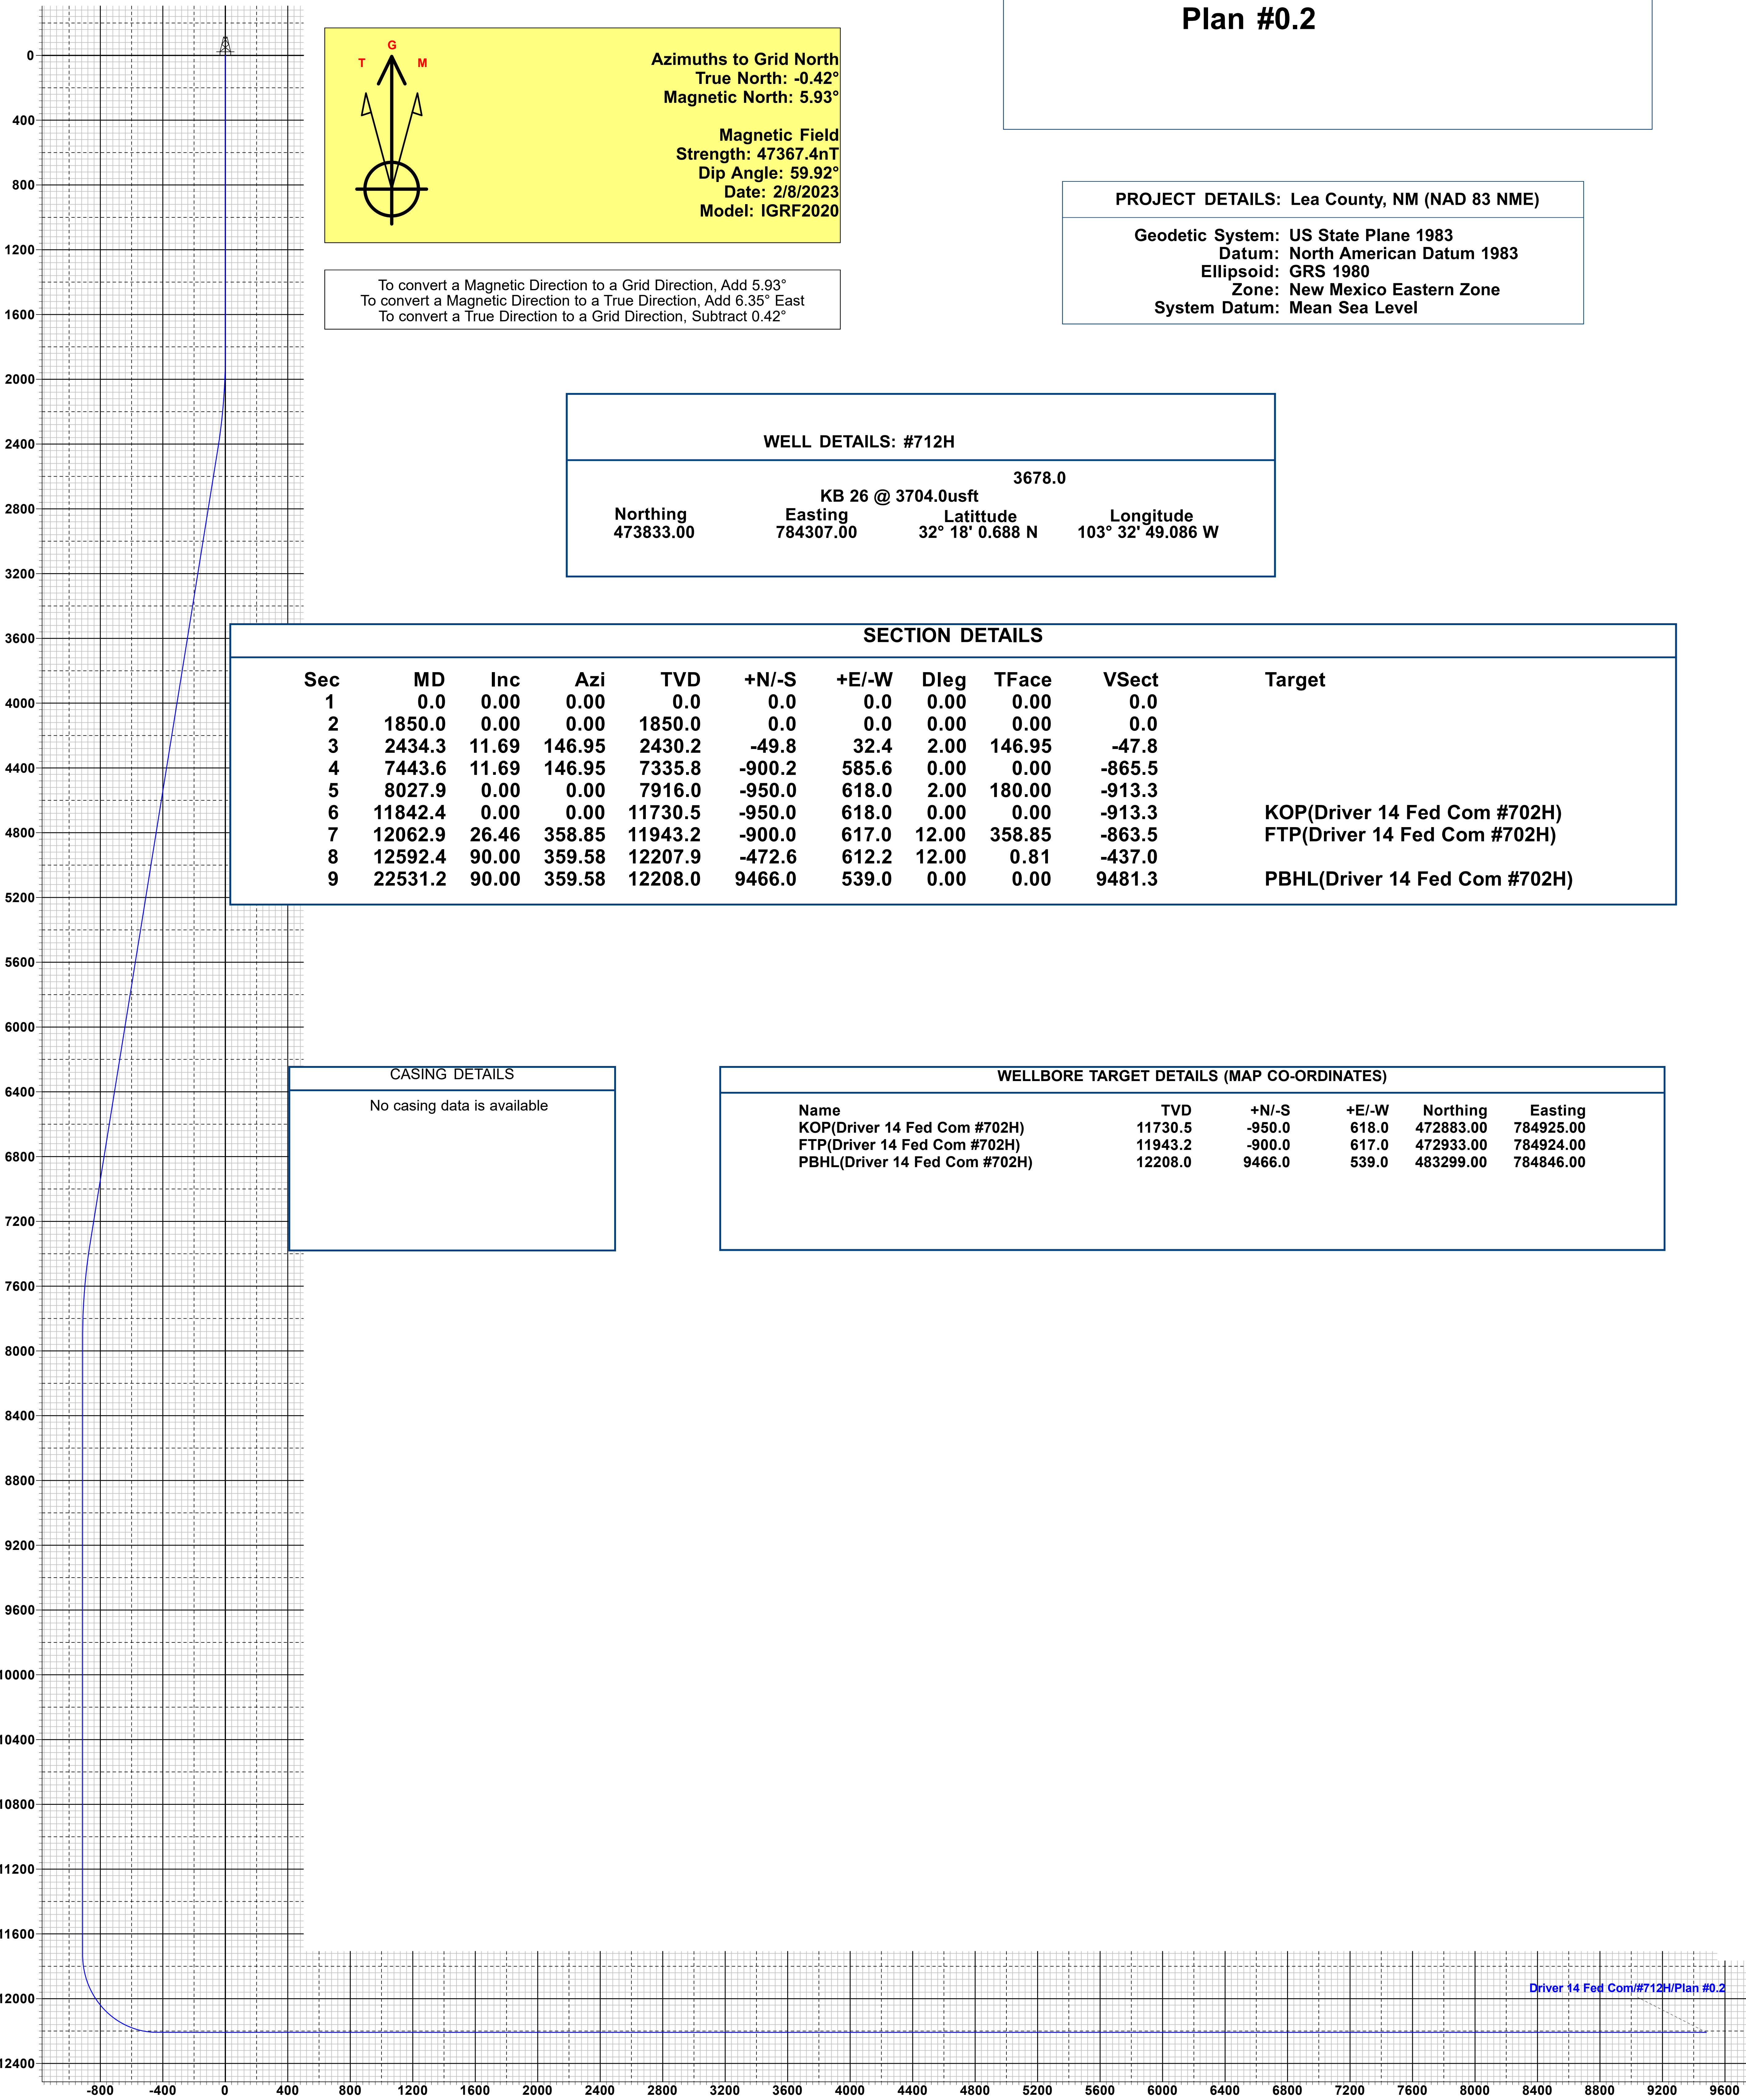 Plan #0.2
G
T M
Azimuths to Grid North
True North: -0.42°
Magnetic North: 5.93°
Magnetic Field
Strength: 47367.4nT
Dip Angle: 59.92°
Date: 2/8/2023
Model: IGRF2020
To convert a Magnetic Direction to a Grid Direction, Add 5.93°
To convert a Magnetic Direction to a True Direction, Add 6.35° East
To convert a True Direction to a Grid Direction, Subtract 0.42°
PROJECT DETAILS: Lea County, NM (NAD 83 NME)
Geodetic System: US State Plane 1983
Datum: North American Datum 1983
Ellipsoid: GRS 1980
Zone: New Mexico Eastern Zone
System Datum: Mean Sea Level
WELL DETAILS: #712H
3678.0
KB 26 @ 3704.0usft
Northing Easting Latittude Longitude
473833.00 784307.00 32° 18' 0.688 N 103° 32' 49.086 W
SECTION DETAILS
Sec MD Inc Azi TVD +N/-S +E/-W Dleg TFace VSect Target
1 0.0 0.00 0.00 0.0 0.0 0.0 0.00 0.00 0.0
2 1850.0 0.00 0.00 1850.0 0.0 0.0 0.00 0.00 0.0
3 2434.3 11.69 146.95 2430.2 -49.8 32.4 2.00 146.95 -47.8
4 7443.6 11.69 146.95 7335.8 -900.2 585.6 0.00 0.00 -865.5
5 8027.9 0.00 0.00 7916.0 -950.0 618.0 2.00 180.00 -913.3
6 11842.4 0.00 0.00 11730.5 -950.0 618.0 0.00 0.00 -913.3 KOP(Driver 14 Fed Com #702H)
7 12062.9 26.46 358.85 11943.2 -900.0 617.0 12.00 358.85 -863.5 FTP(Driver 14 Fed Com #702H)
8 12592.4 90.00 359.58 12207.9 -472.6 612.2 12.00 0.81 -437.0
9 22531.2 90.00 359.58 12208.0 9466.0 539.0 0.00 0.00 9481.3 PBHL(Driver 14 Fed Com #702H)
CASING DETAILS
No casing data is available
WELLBORE TARGET DETAILS (MAP CO-ORDINATES)
Name TVD +N/-S +E/-W Northing Easting
KOP(Driver 14 Fed Com #702H) 11730.5 -950.0 618.0 472883.00 784925.00
FTP(Driver 14 Fed Com #702H) 11943.2 -900.0 617.0 472933.00 784924.00
PBHL(Driver 14 Fed Com #702H) 12208.0 9466.0 539.0 483299.00 784846.00
0
400
800
1200
1600
2000
2400
2800
3200
3600
4000
4400
4800
5200
5600
6000
6400
6800
7200
7600
8000
8400
8800
9200
9600
10000
10400
10800
11200
11600
12000
12400
Driver 14 Fed Com/#712H/Plan #0.2
-800 -400 0 400 800 1200 1600 2000 2400 2800 3200 3600 4000 4400 4800 5200 5600 6000 6400 6800 7200 7600 8000 8400 8800 9200 9600